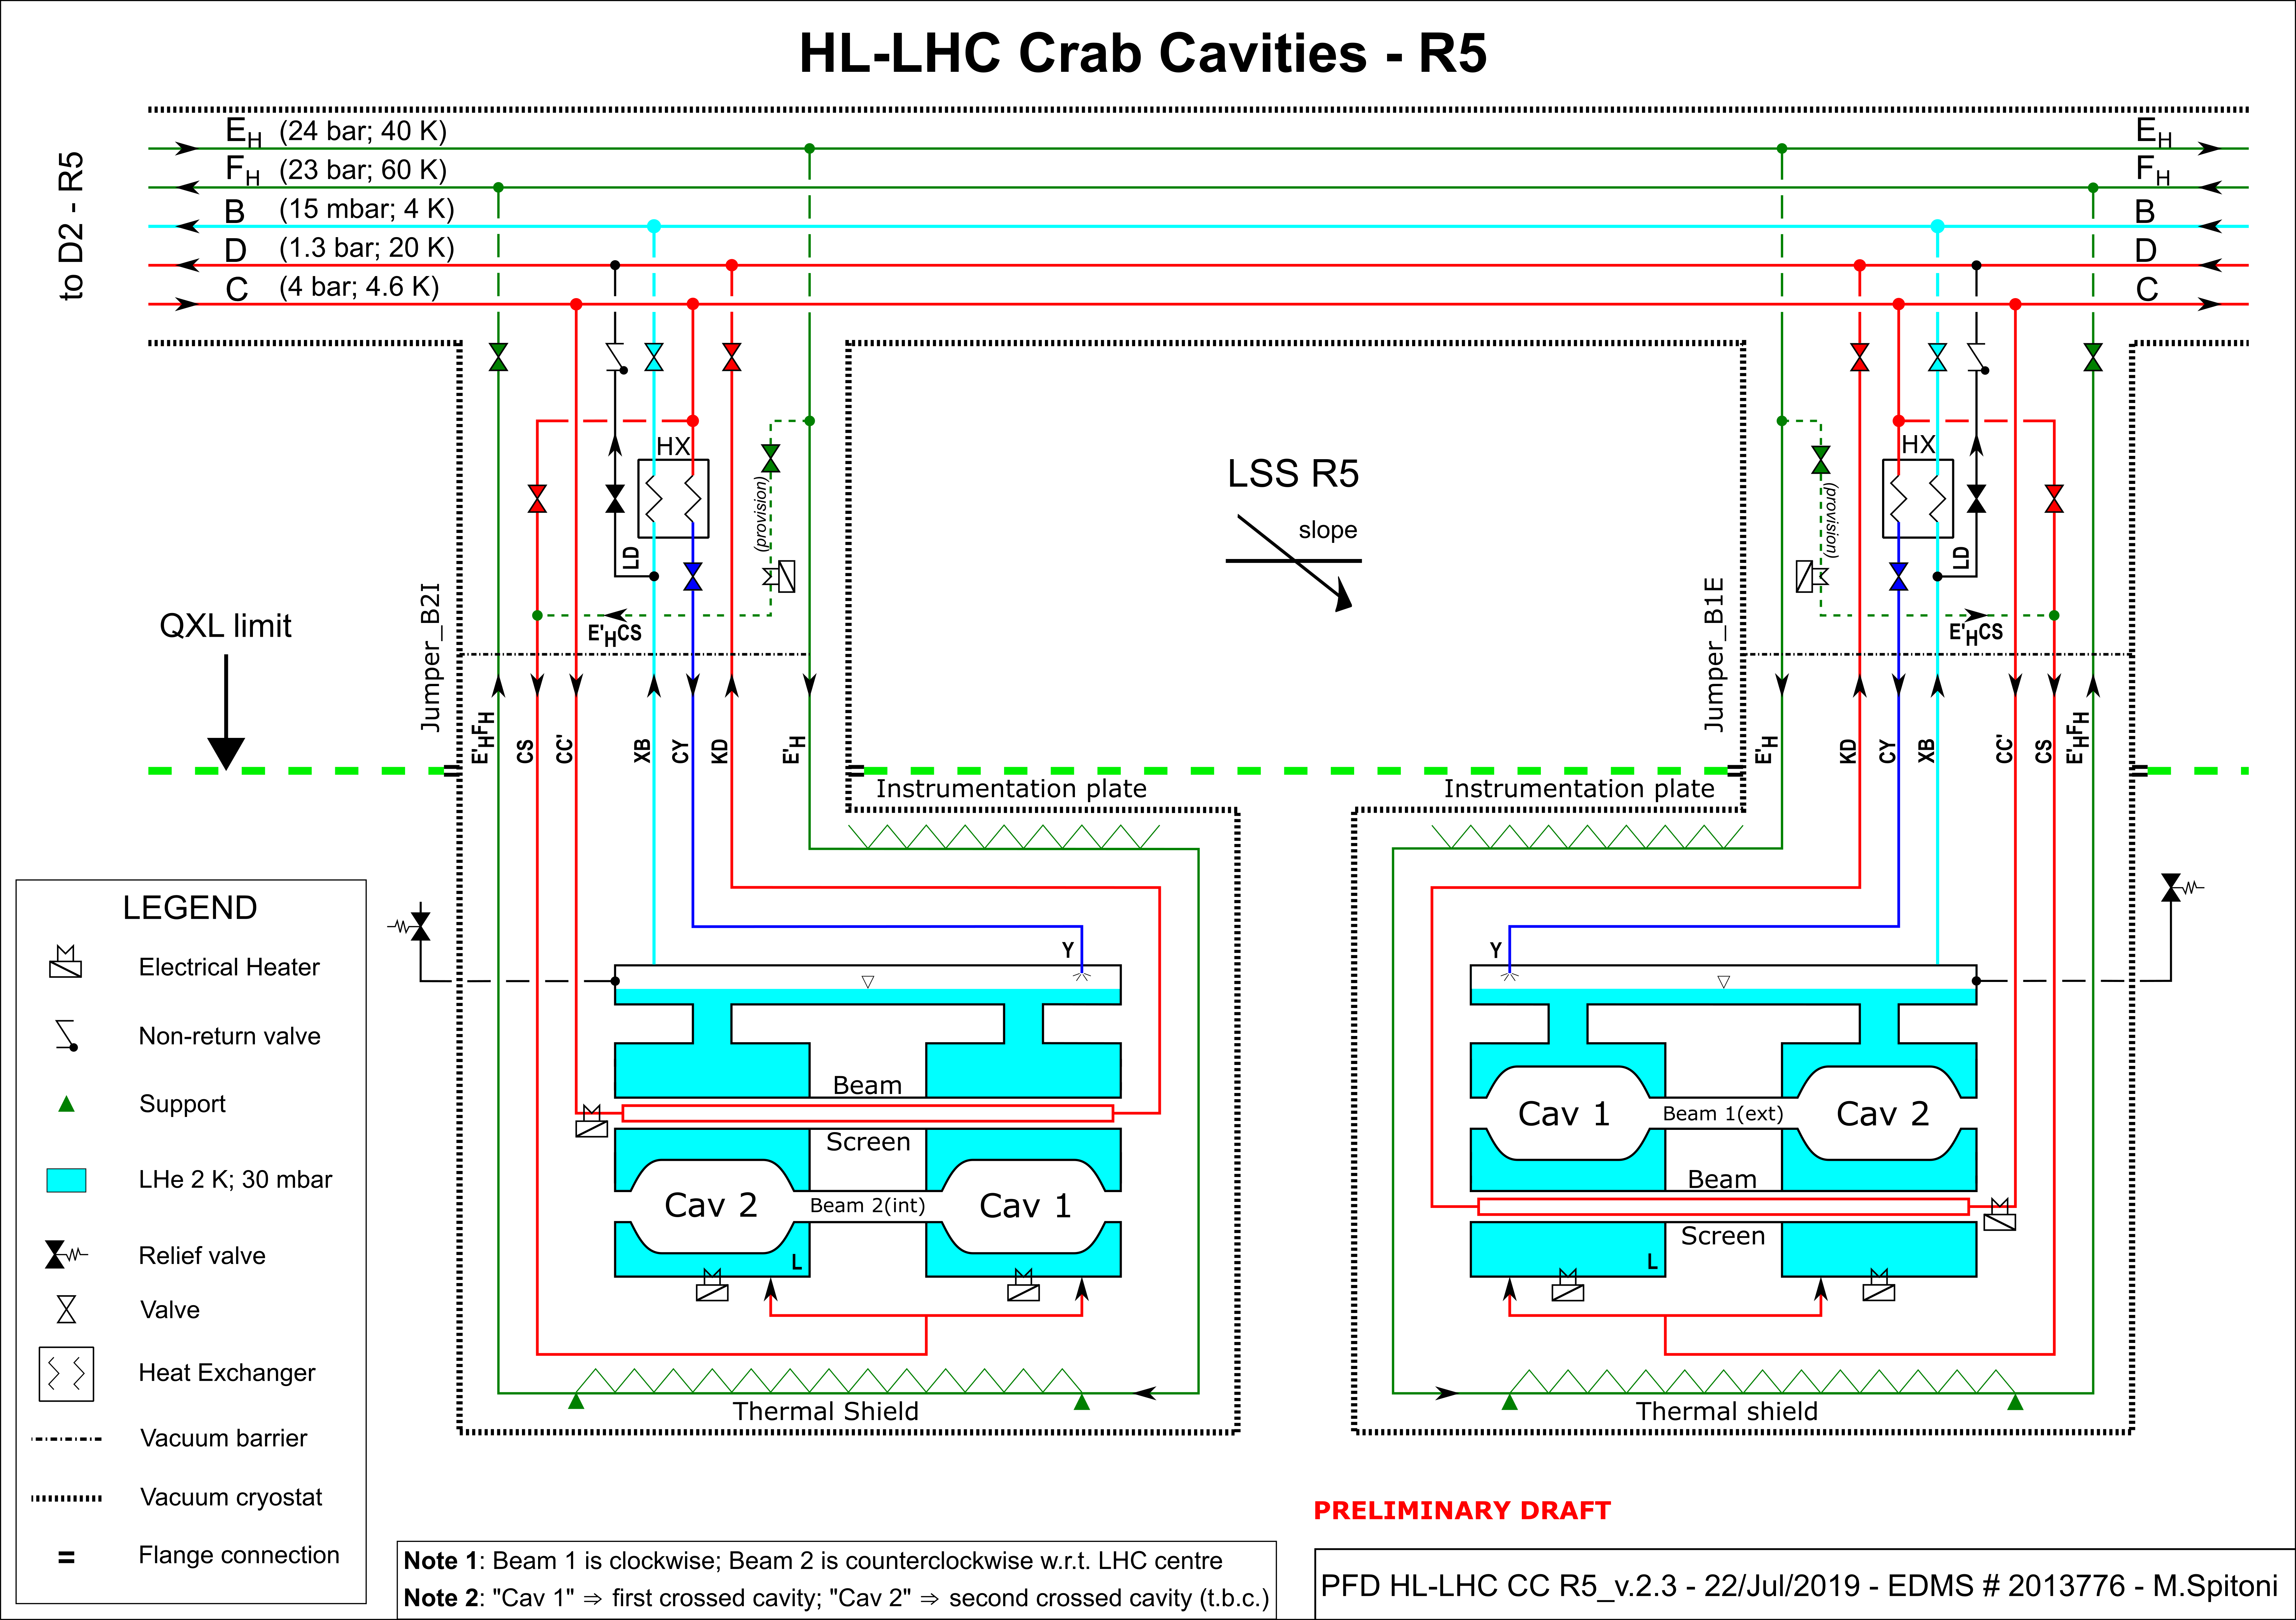 HL-LHC Crab Cavities - R5
to D2 - R5
EH (24 bar; 40 K)
EH
FH (23 bar; 60 K)
FH
B (15 mbar; 4 K)
B
D (1.3 bar; 20 K)
D
C (4 bar; 4.6 K)
C
HX
(provision)
LD
E'HCS
Jumper_B2I
QXL limit
LSS R5
slope
HX
(provision)
LD
E'HCS
Jumper_B1E
E'HFH
CS
CC'
XB
CY
KD
E'H
E'H
KD
CY
XB
CC'
CS
E'HFH
Instrumentation plate
Instrumentation plate
Y
Y
Beam
Screen
Cav 2
Beam 2(int)
Cav 1
L
Thermal Shield
Cav 1
Beam 1(ext)
Cav 2
Beam
Screen
L
Thermal shield
LEGEND
Electrical Heater
Non-return valve
Support
LHe 2 K; 30 mbar
Relief valve
Valve
Heat Exchanger
Vacuum barrier
Vacuum cryostat
Flange connection
PRELIMINARY DRAFT
Note 1: Beam 1 is clockwise; Beam 2 is counterclockwise w.r.t. LHC centre
Note 2: "Cav 1" ⇒ first crossed cavity; "Cav 2" ⇒ second crossed cavity (t.b.c.)
PFD HL-LHC CC R5_v.2.3 - 22/Jul/2019 - EDMS # 2013776 - M.Spitoni